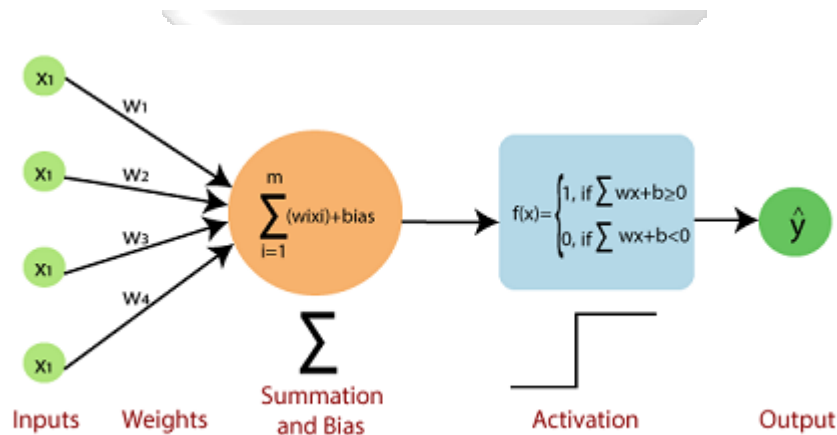 x1
w1
x1
w2
x1
w3
x1
w4
m
∑(wixi)+bias
i=1
f(x)={1, if ∑ wx+b≥0
0, if ∑ wx+b<0
ŷ
∑
Inputs
Weights
Summation
and Bias
Activation
Output